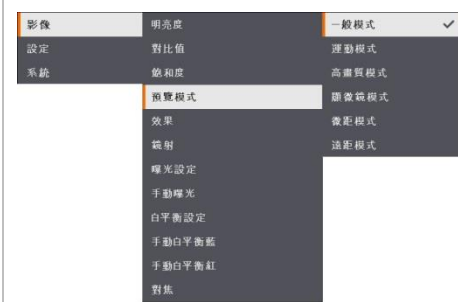 影像
設定
系統
明亮度
對比值
飽和度
預覽模式
效果
鏡射
曝光設定
手動曝光
白平衡設定
手動白平衡藍
手動白平衡紅
對焦
一般模式
運動模式
高畫質模式
顯微鏡模式
微距模式
遠距模式